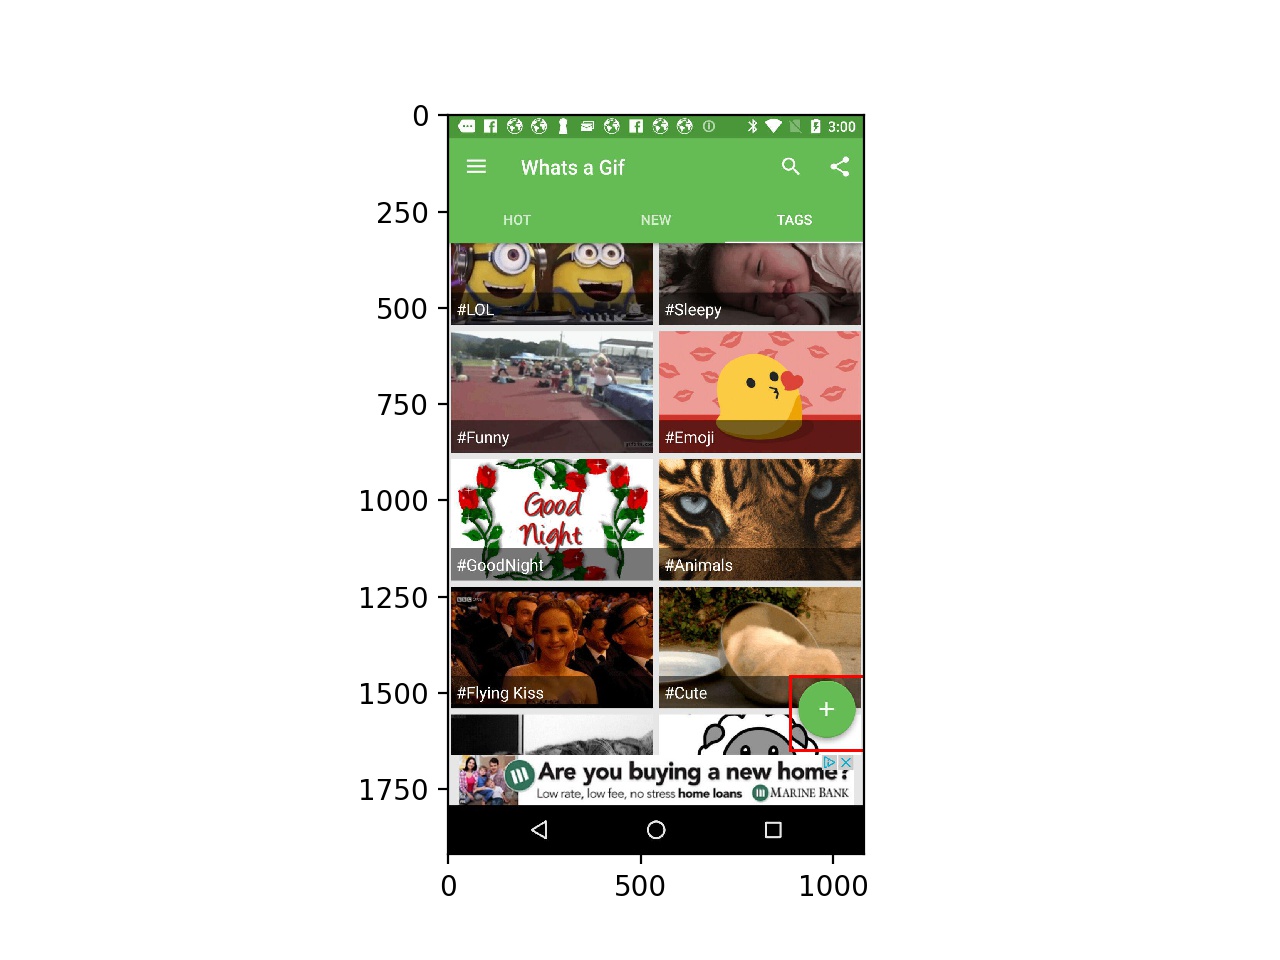 0
250
500
750
1000
1250
1500
1750
0
500
1000
3:00
Whats a Gif
HOT
NEW
TAGS
#LOL
#Sleepy
#Funny
#Emoji
Good
Night
#GoodNight
#Animals
#Flying Kiss
#Cute
+
Are you buying a new home?
Low rate, low fee, no stress home loans
MARINE BANK